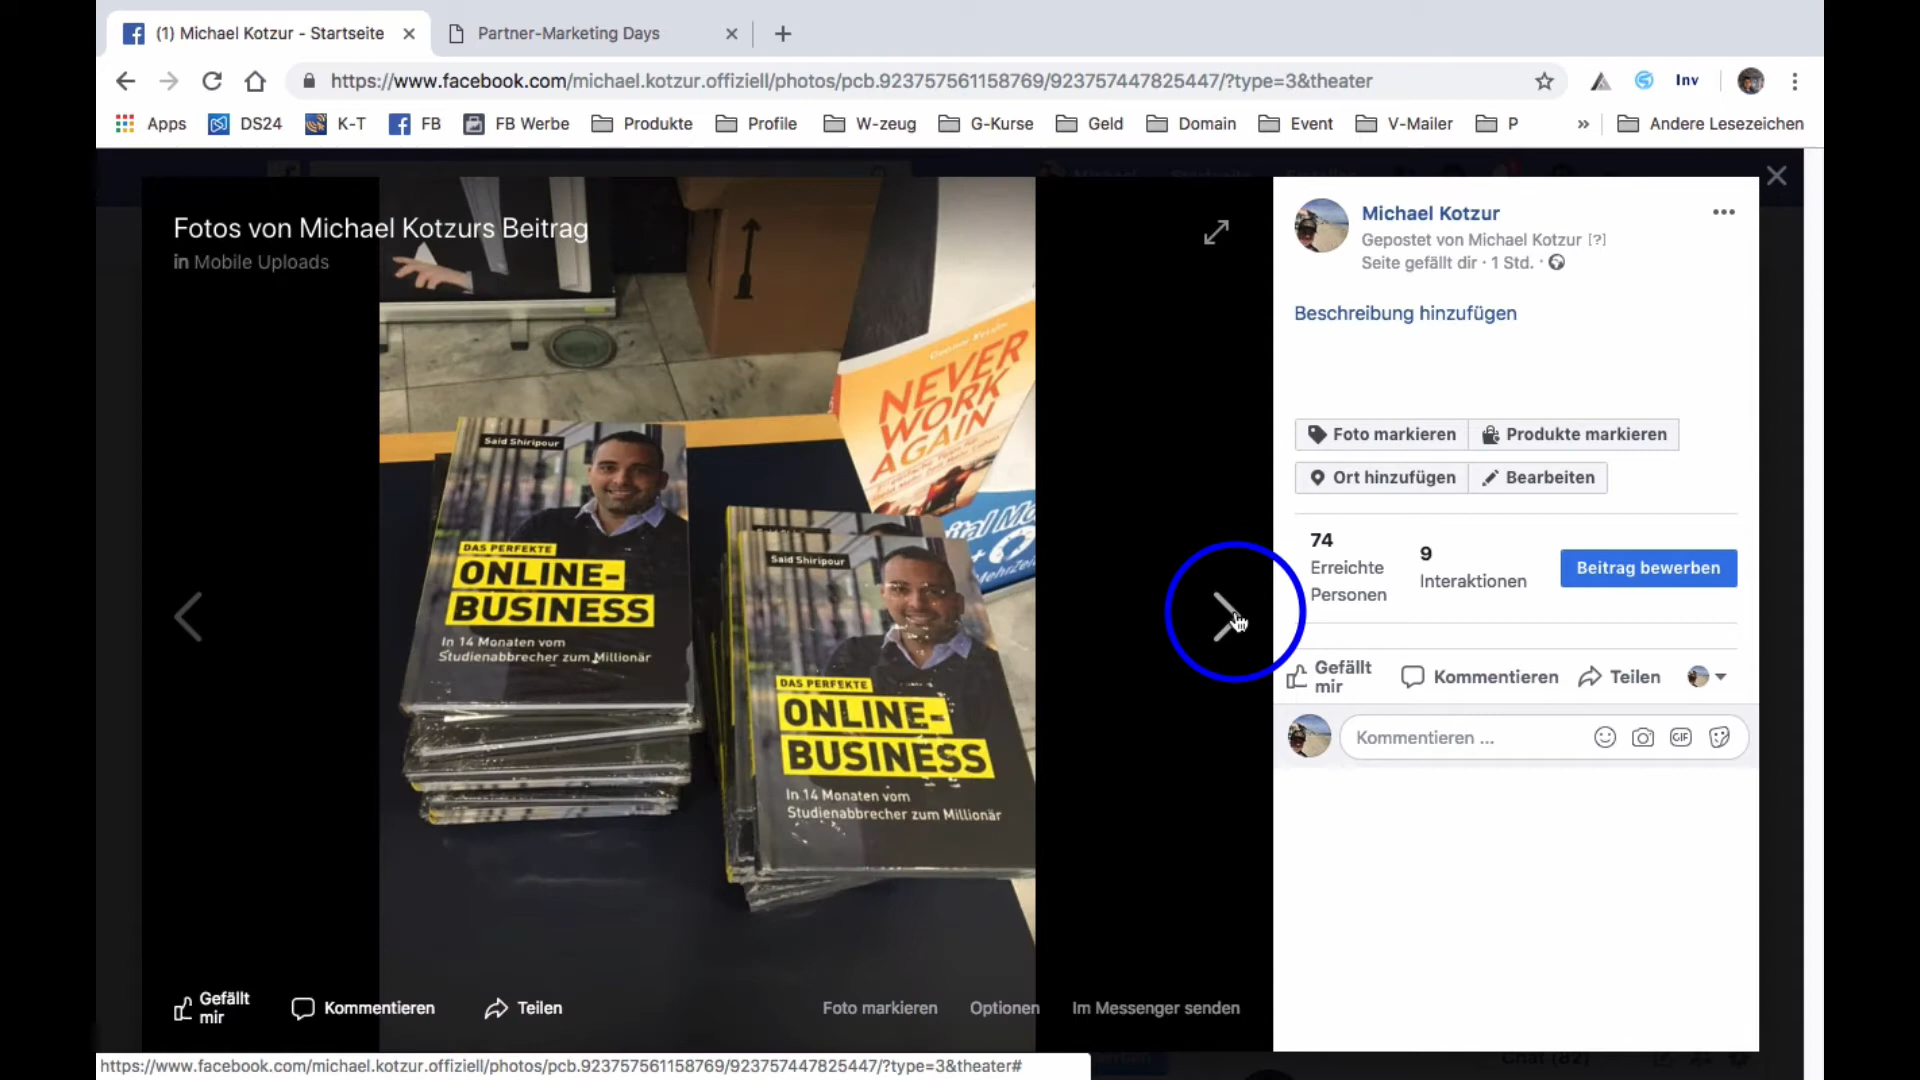 (1) Michael Kotzur - Startseite
Partner-Marketing Days
https://www.facebook.com/michael.kotzur.offiziell/photos/pcb.923757561158769/923757447825447/?type=3&theater
Inv
Apps DS24 K-T FB FB Werbe Produkte Profile W-zeug G-Kurse Geld Domain Event V-Mailer P » Andere Lesezeichen
Fotos von Michael Kotzurs Beitrag
in Mobile Uploads
NEVER
WORK
AGAIN
Said Shiripour
DAS PERFEKTE
ONLINE-
BUSINESS
In 14 Monaten vom
Studienabbrecher zum Millionär
Said Shiripour
DAS PERFEKTE
ONLINE-
BUSINESS
In 14 Monaten vom
Studienabbrecher zum Millionär
Gefällt mir
Kommentieren
Teilen
Foto markieren
Optionen
Im Messenger senden
Michael Kotzur
Gepostet von Michael Kotzur [?]
Seite gefällt dir · 1 Std. ·
Beschreibung hinzufügen
Foto markieren
Produkte markieren
Ort hinzufügen
Bearbeiten
74
Erreichte
Personen
9
Interaktionen
Beitrag bewerben
Gefällt
mir
Kommentieren
Teilen
Kommentieren ...
GIF
https://www.facebook.com/michael.kotzur.offiziell/photos/pcb.923757561158769/923757447825447/?type=3&theater#